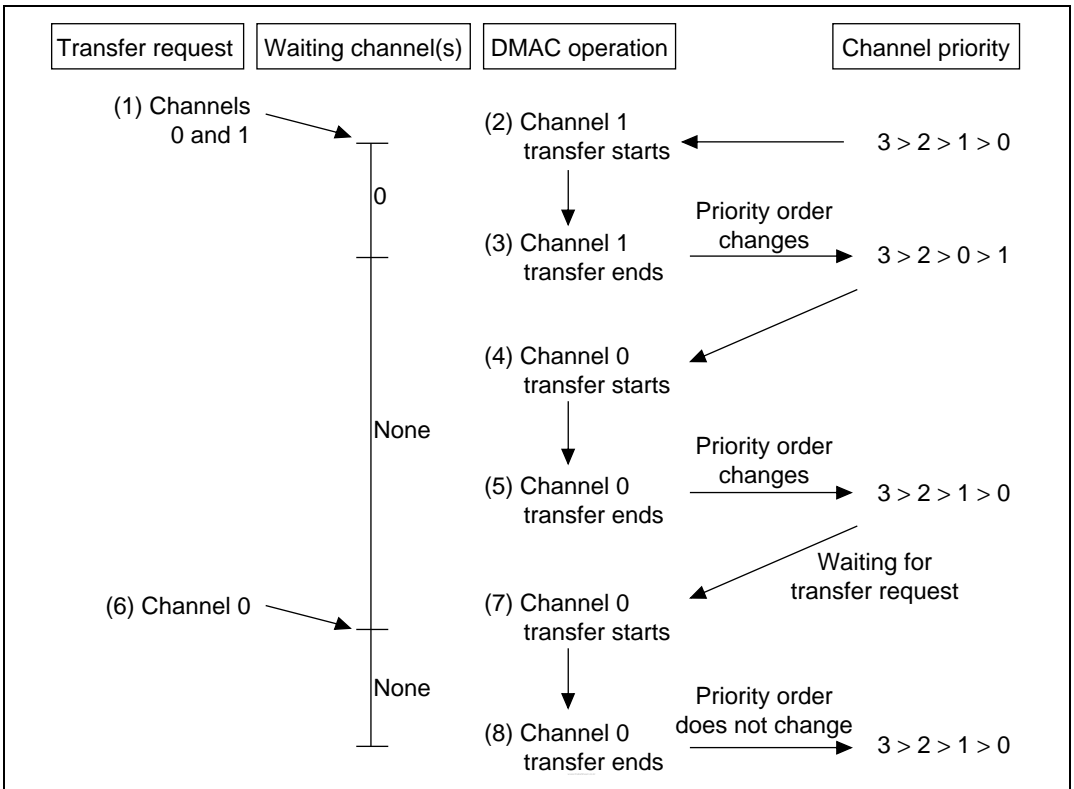 Transfer request
Waiting channel(s)
DMAC operation
Channel priority
(1) Channels
0 and 1
(2) Channel 1
transfer starts
3 > 2 > 1 > 0
0
Priority order
changes
(3) Channel 1
transfer ends
3 > 2 > 0 > 1
(4) Channel 0
transfer starts
None
Priority order
changes
(5) Channel 0
transfer ends
3 > 2 > 1 > 0
Waiting for
transfer request
(6) Channel 0
(7) Channel 0
transfer starts
None
Priority order
does not change
(8) Channel 0
transfer ends
3 > 2 > 1 > 0